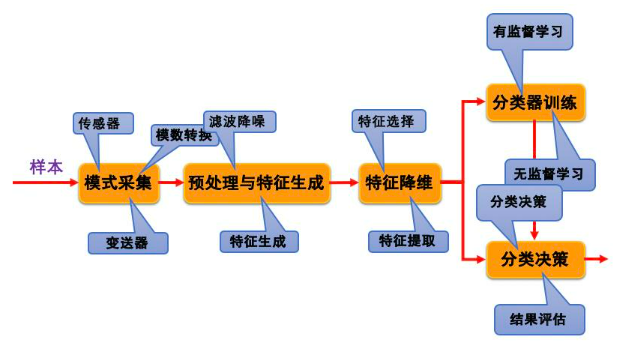 有监督学习
传感器
模数转换
滤波降噪
特征选择
分类器训练
样本
模式采集
预处理与特征生成
特征降维
无监督学习
分类决策
变送器
特征生成
特征提取
分类决策
结果评估